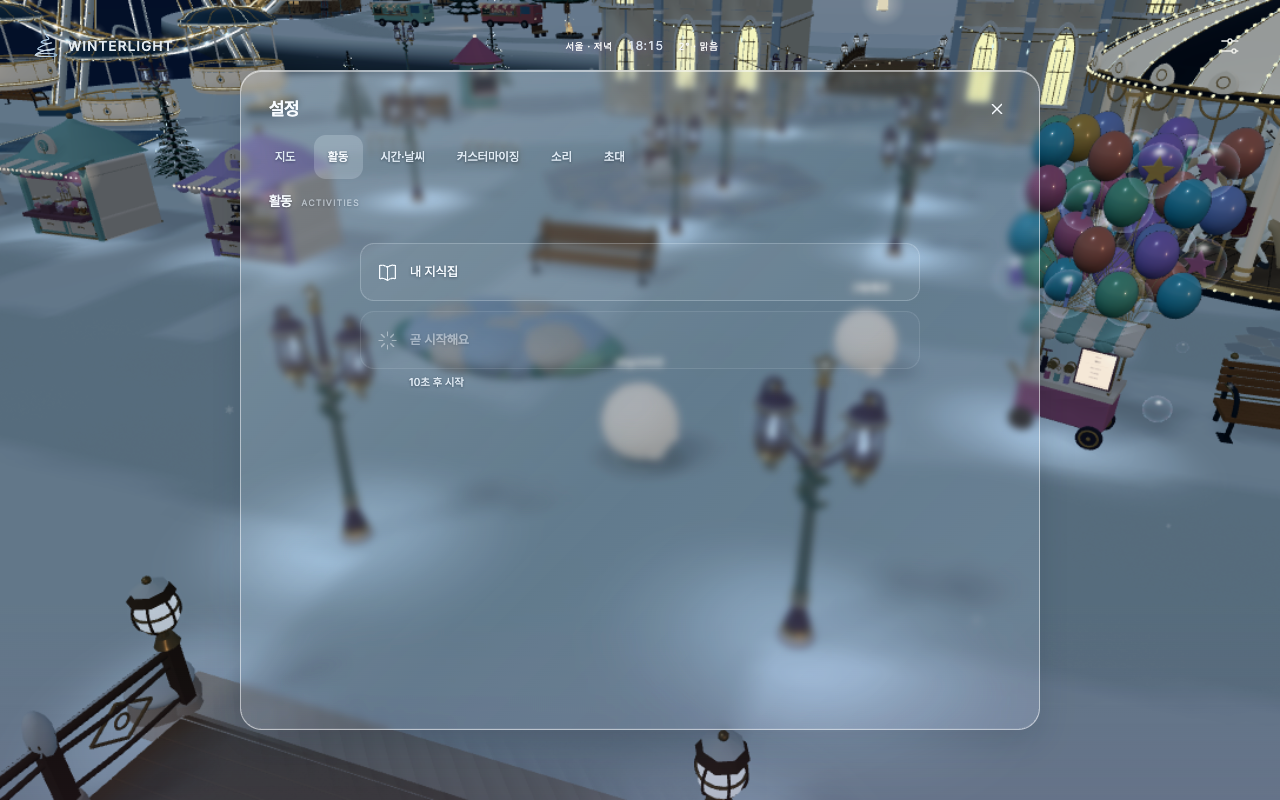 WINTERLIGHT
서울 · 저녁 18:15 맑음
설정
지도 활동 시간·날씨 커스터마이징 소리 초대
활동 ACTIVITIES
내 지식집
곧 시작해요
10초 후 시작